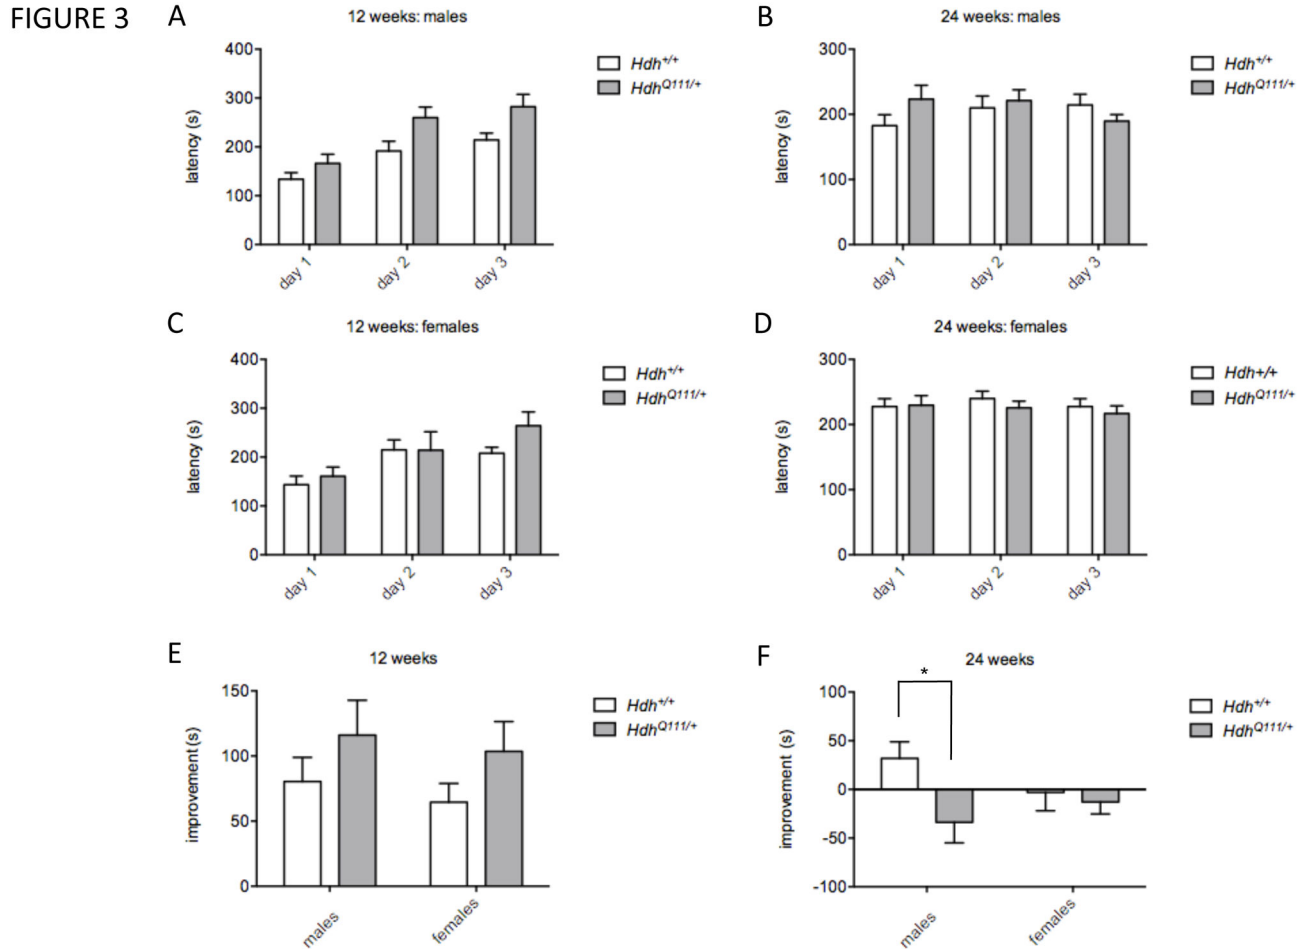 FIGURE 3
A
12 weeks: males
400
300
200
100
0
latency (s)
day 1
day 2
day 3
Hdh+/+
HdhQ111/+
B
24 weeks: males
300
200
100
0
latency (s)
day 1
day 2
day 3
Hdh+/+
HdhQ111/+
C
12 weeks: females
400
300
200
100
0
latency (s)
day 1
day 2
day 3
Hdh+/+
HdhQ111/+
D
24 weeks: females
300
200
100
0
latency (s)
day 1
day 2
day 3
Hdh+/+
HdhQ111/+
E
12 weeks
150
100
50
0
improvement (s)
males
females
Hdh+/+
HdhQ111/+
F
24 weeks
*
100
50
0
-50
-100
improvement (s)
males
females
Hdh+/+
HdhQ111/+